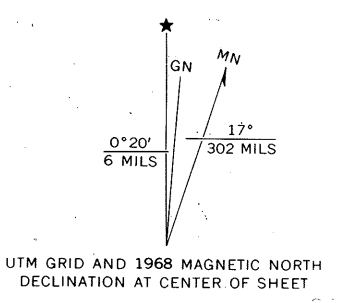 ★
GN
MN
0°20'
6 MILS
17°
302 MILS
UTM GRID AND 1968 MAGNETIC NORTH
DECLINATION AT CENTER OF SHEET